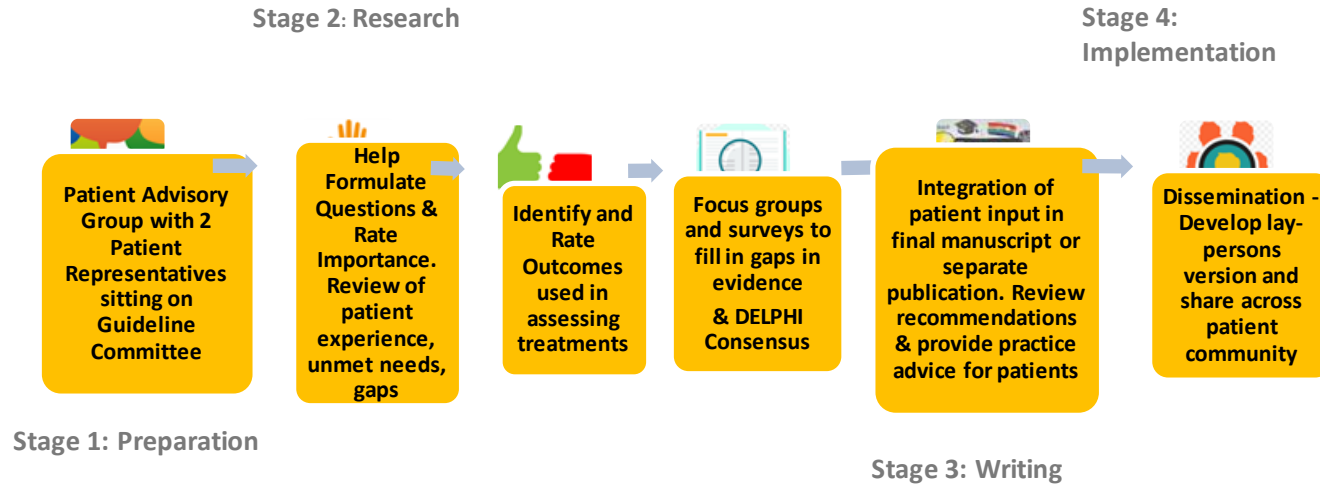 Stage 2: Research
Stage 4:
Implementation
Patient Advisory
Group with 2
Patient
Representatives
sitting on
Guideline
Committee
Help
Formulate
Questions &
Rate
Importance.
Review of
patient
experience,
unmet needs,
gaps
Identify and
Rate
Outcomes
used in
assessing
treatments
Focus groups
and surveys to
fill in gaps in
evidence
& DELPHI
Consensus
Integration of
patient input in
final manuscript or
separate
publication. Review
recommendations
& provide practice
advice for patients
Dissemination -
Develop lay-
persons
version and
share across
patient
community
Stage 1: Preparation
Stage 3: Writing